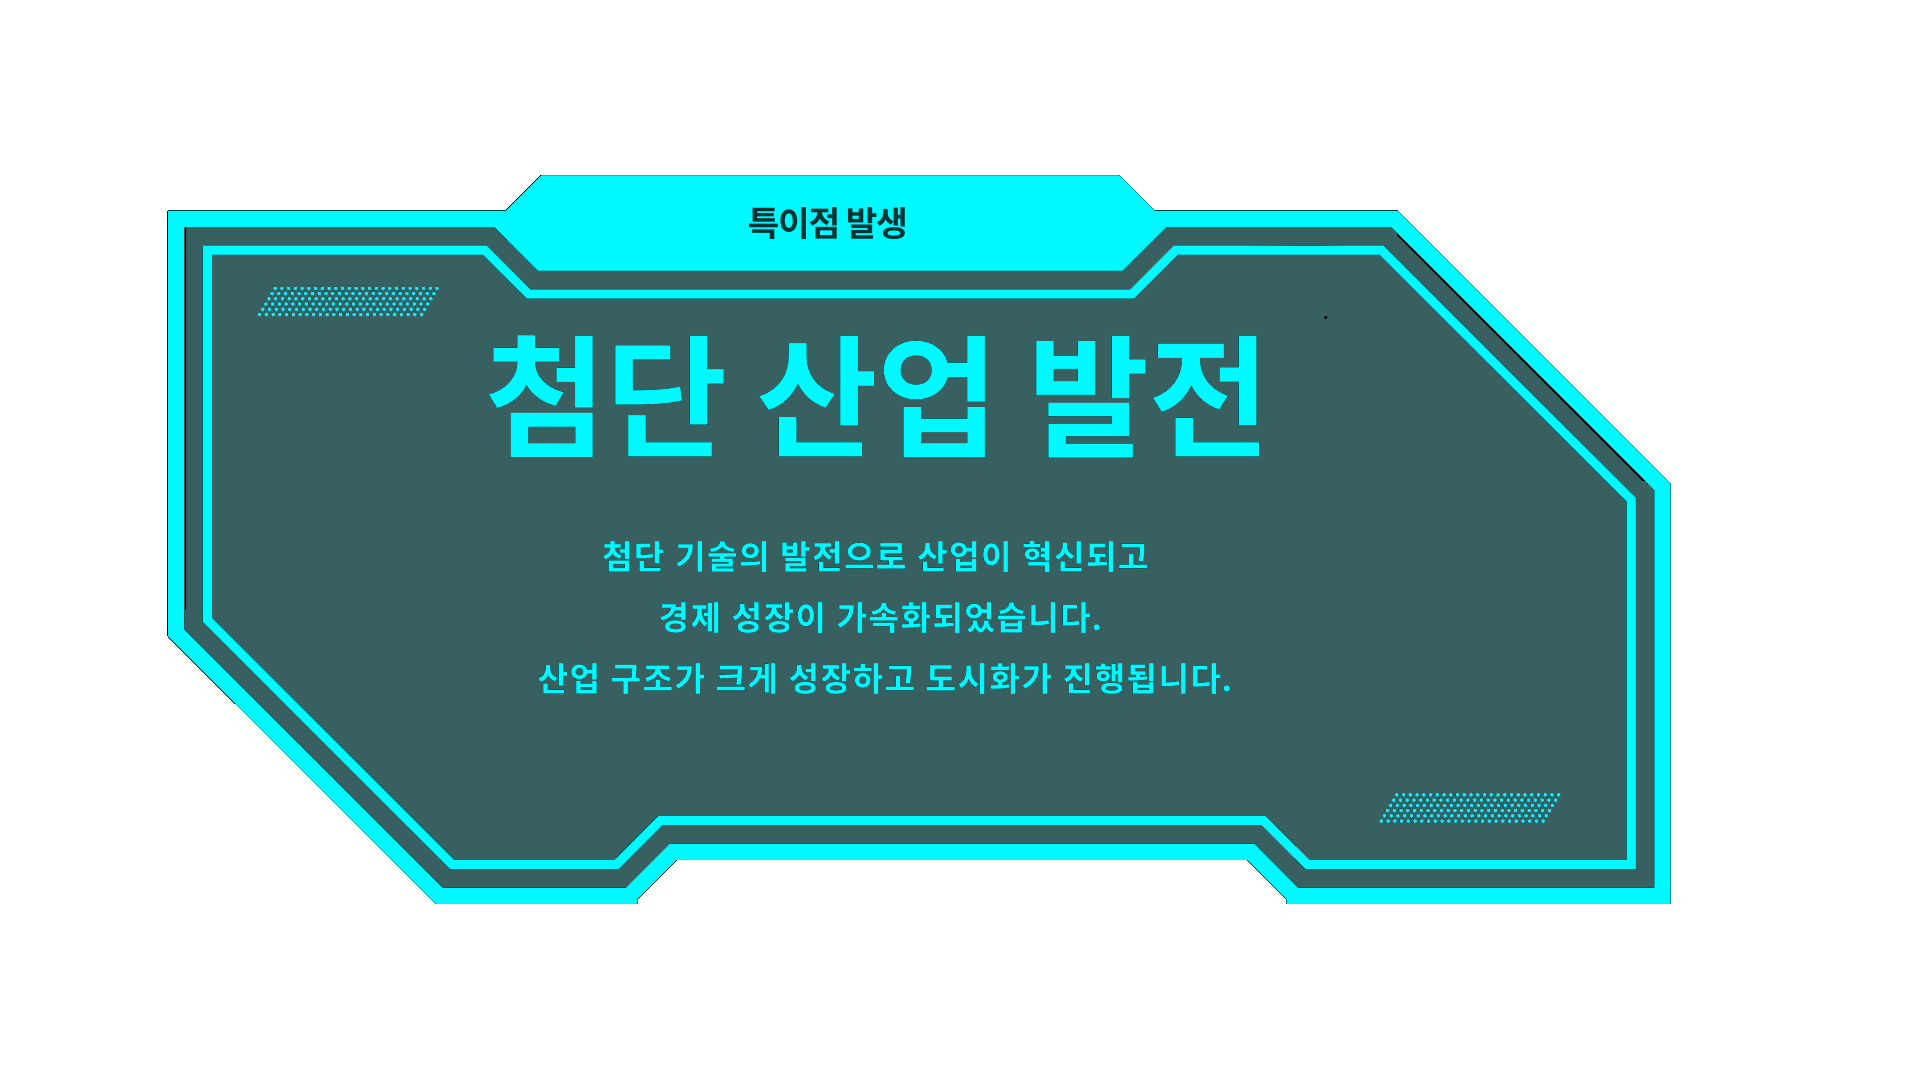 특이점 발생
첨단 산업 발전
첨단 기술의 발전으로 산업이 혁신되고
경제 성장이 가속화되었습니다.
산업 구조가 크게 성장하고 도시화가 진행됩니다.